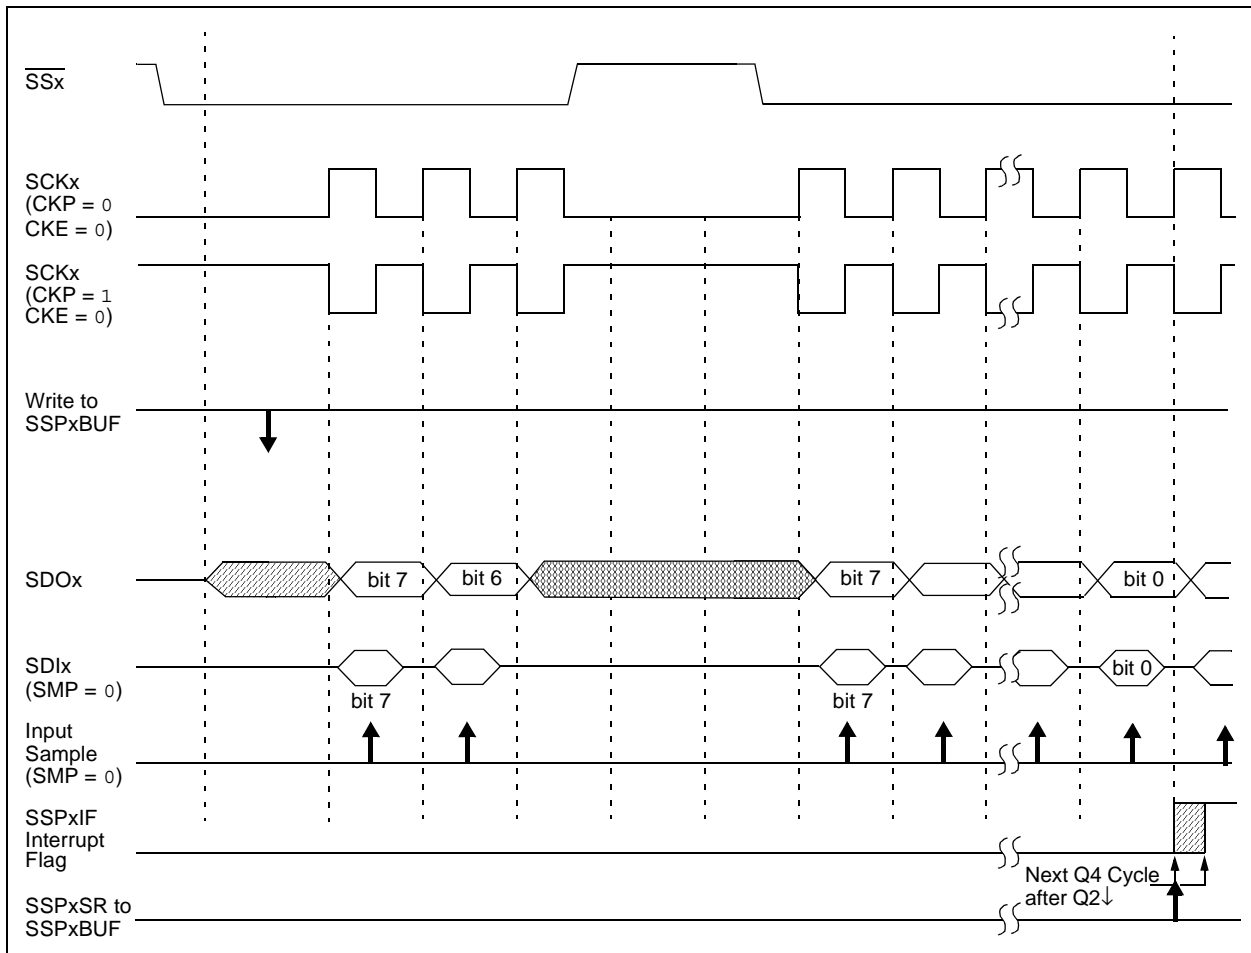 SSx
SCKx
(CKP = 0
CKE = 0)
SCKx
(CKP = 1
CKE = 0)
Write to
SSPxBUF
SDOx
bit 7
bit 6
bit 7
bit 0
SDIx
(SMP = 0)
bit 7
bit 7
bit 0
Input
Sample
(SMP = 0)
SSPxIF
Interrupt
Flag
Next Q4 Cycle
after Q2↓
SSPxSR to
SSPxBUF